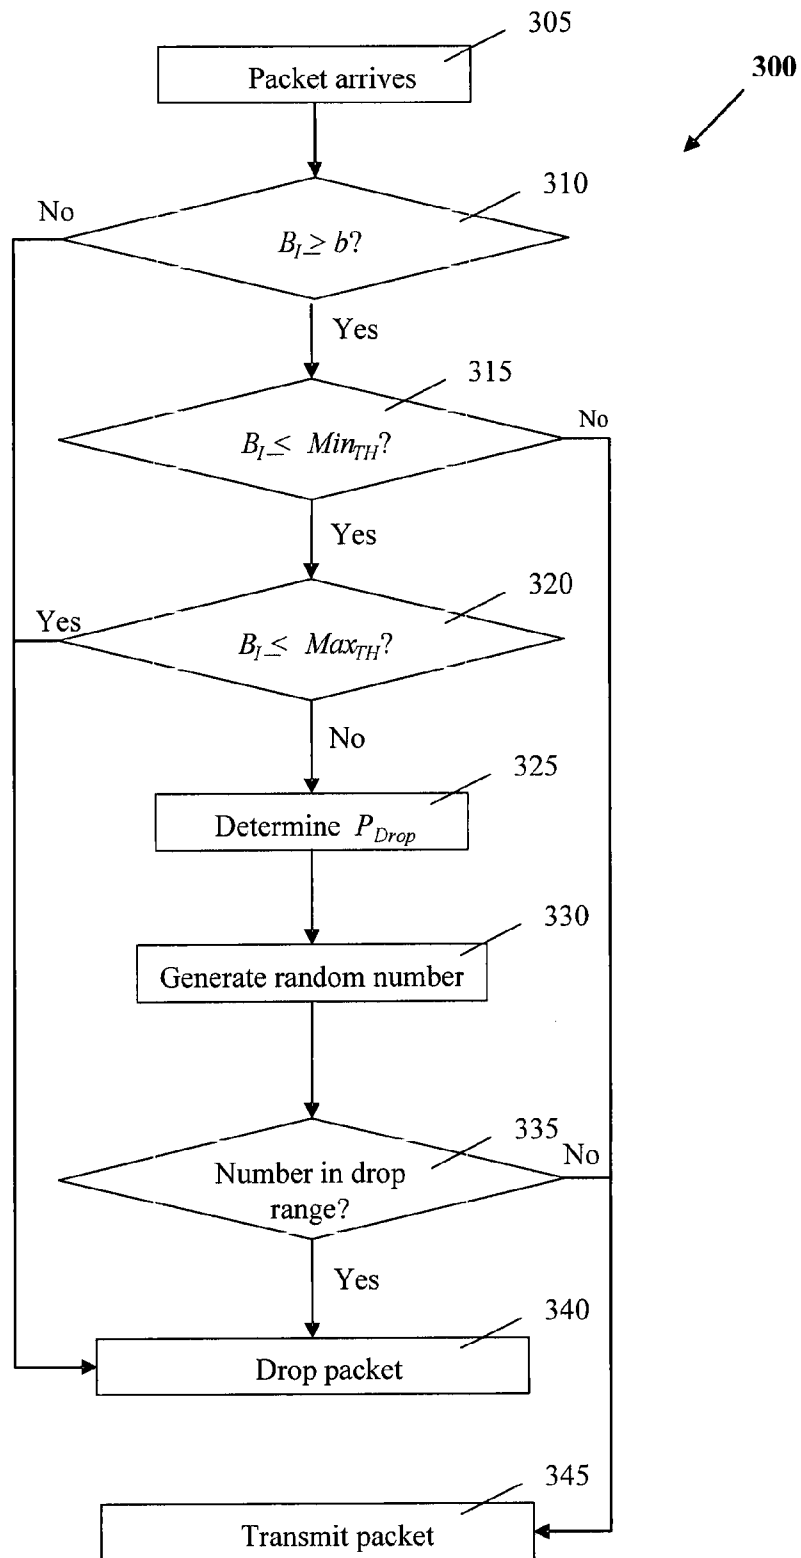 305
Packet arrives
300
310
No
B_I ≥ b?
Yes
315
No
B_I ≤ Min_TH?
Yes
320
Yes
B_I ≤ Max_TH?
No
325
Determine P_Drop
330
Generate random number
335
No
Number in drop
range?
Yes
340
Drop packet
345
Transmit packet